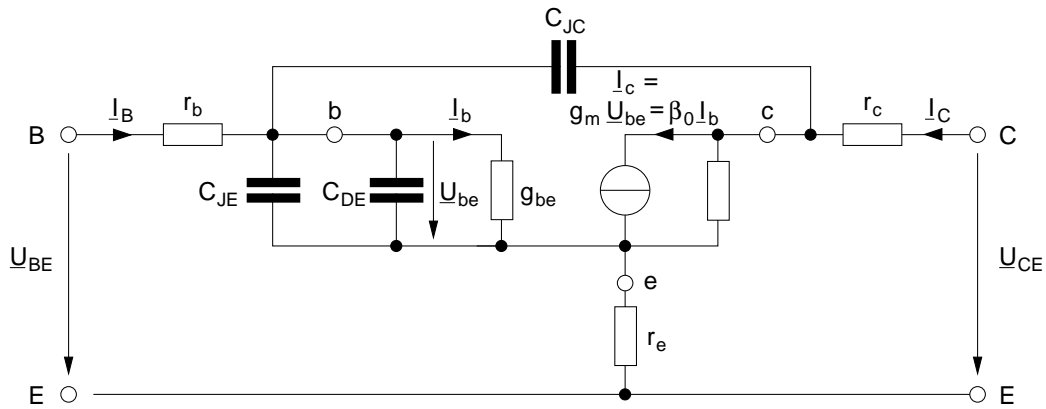 C_JC
I_c =
I_B r_b b I_b g_m U_be = β_0 I_b c r_c I_C
B C
C_JE C_DE U_be g_be
U_BE U_CE
e
r_e
E E